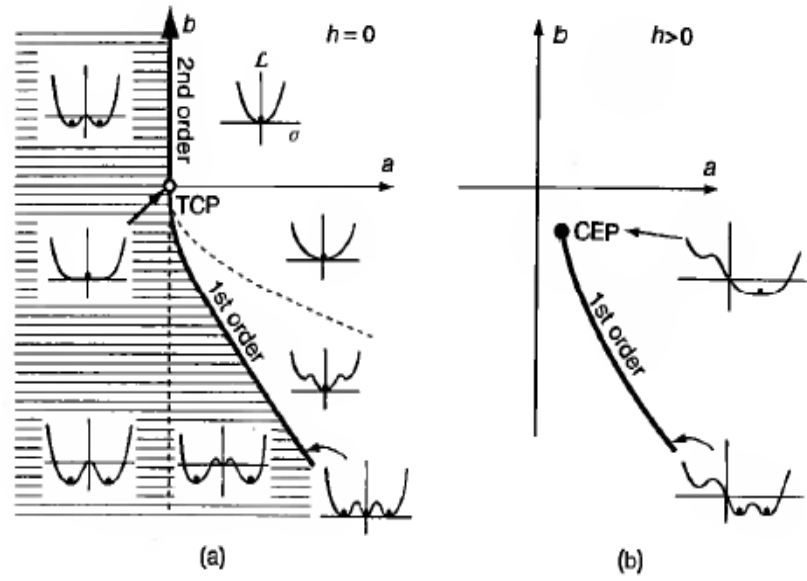 b
h = 0
2nd order
ℒ
σ
a
TCP
1st order
(a)
b
h>0
a
CEP
1st order
(b)